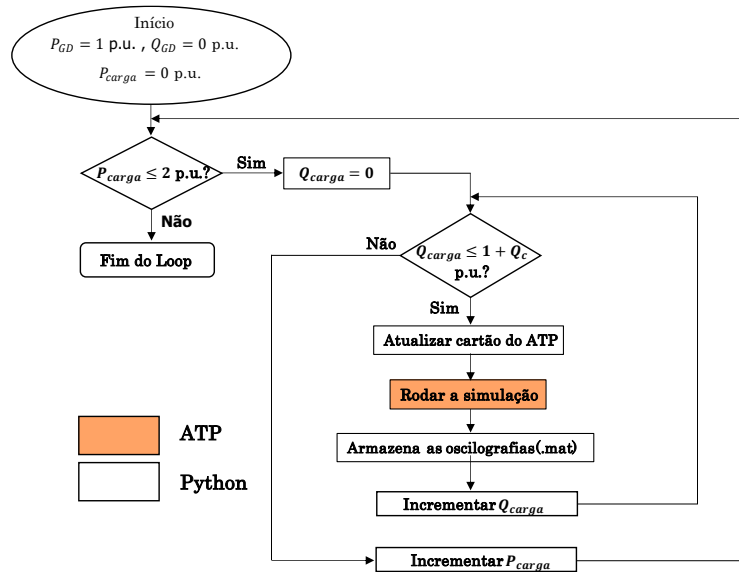 Início
P_GD = 1 p.u. , Q_GD = 0 p.u.
P_carga = 0 p.u.
P_carga ≤ 2 p.u.?
Sim
Q_carga = 0
Não
Fim do Loop
Não
Q_carga ≤ 1 + Q_c
p.u.?
Sim
Atualizar cartão do ATP
Rodar a simulação
Armazena as oscilografias(.mat)
Incrementar Q_carga
Incrementar P_carga
ATP
Python